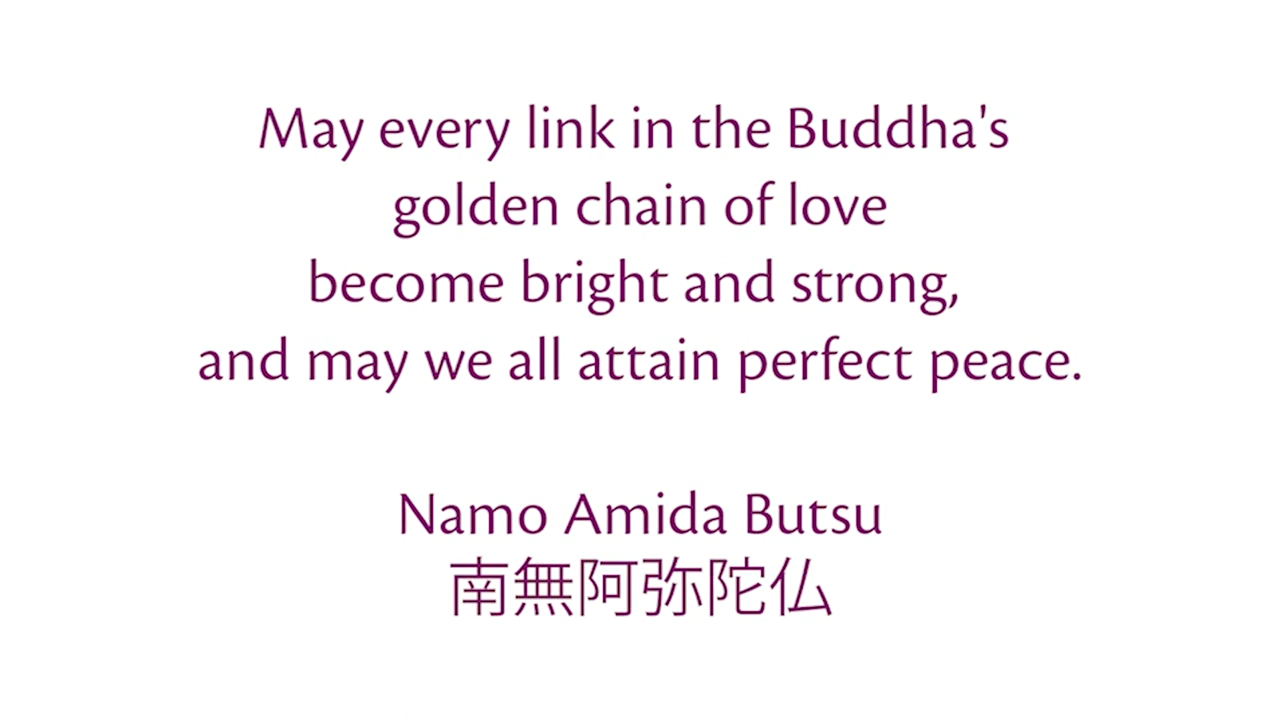 May every link in the Buddha's
golden chain of love
become bright and strong,
and may we all attain perfect peace.
Namo Amida Butsu
南無阿弥陀仏